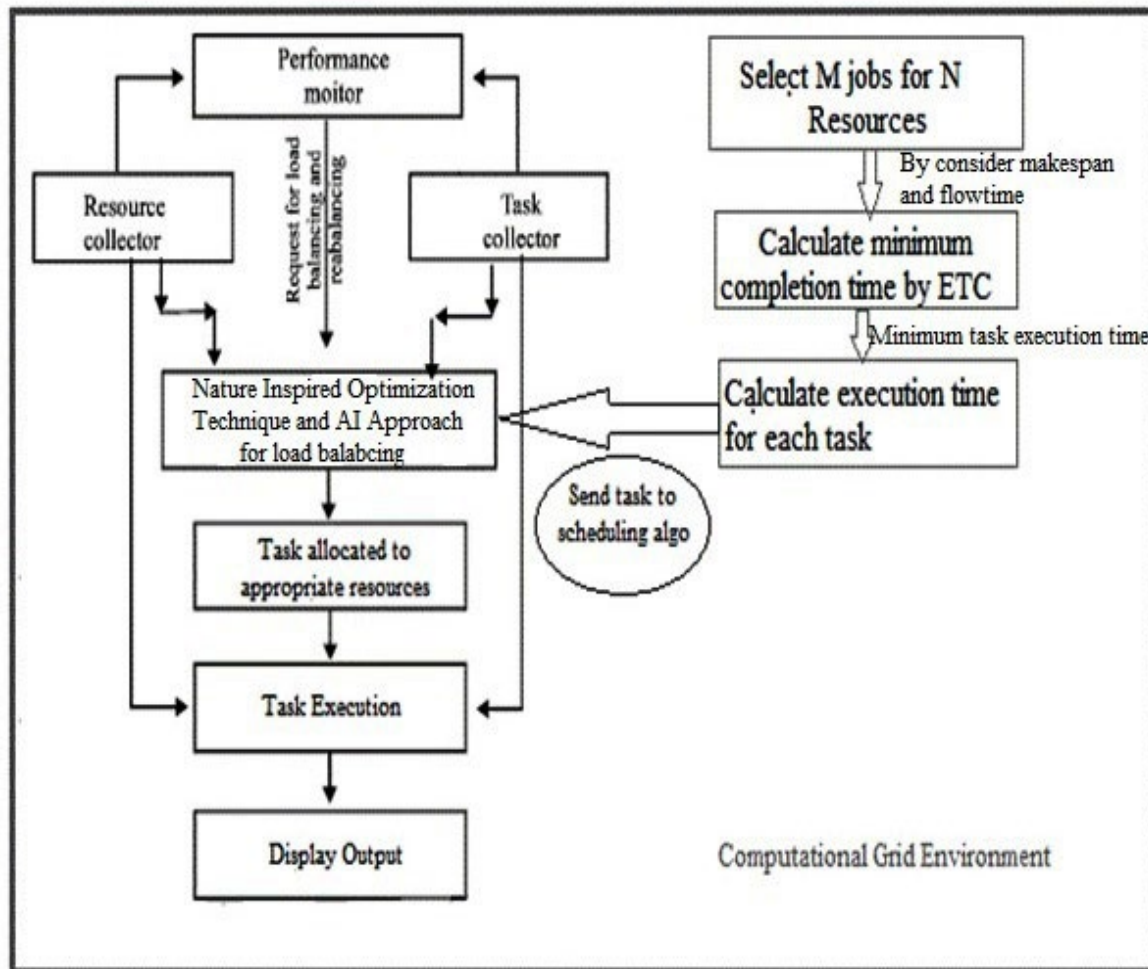 Performance
moitor
Resource
collector
Request for load
balancing and
reabalancing
Task
collector
Nature Inspired Optimization
Technique and AI Approach
for load balabcing
Task allocated to
appropriate resources
Task Execution
Display Output
Select M jobs for N
Resources
By consider makespan
and flowtime
Calculate minimum
completion time by ETC
Minimum task execution time
Calculate execution time
for each task
Send task to
scheduling algo
Computational Grid Environment